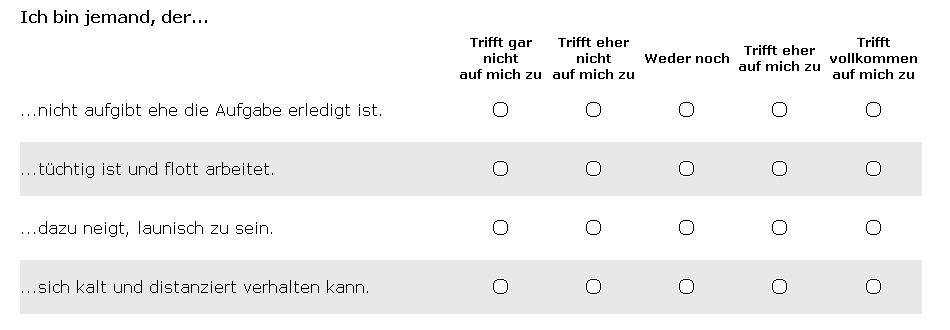 Ich bin jemand, der...
Trifft gar nicht auf mich zu
Trifft eher nicht auf mich zu
Weder noch
Trifft eher auf mich zu
Trifft vollkommen auf mich zu
...nicht aufgibt ehe die Aufgabe erledigt ist.
...tüchtig ist und flott arbeitet.
...dazu neigt, launisch zu sein.
...sich kalt und distanziert verhalten kann.